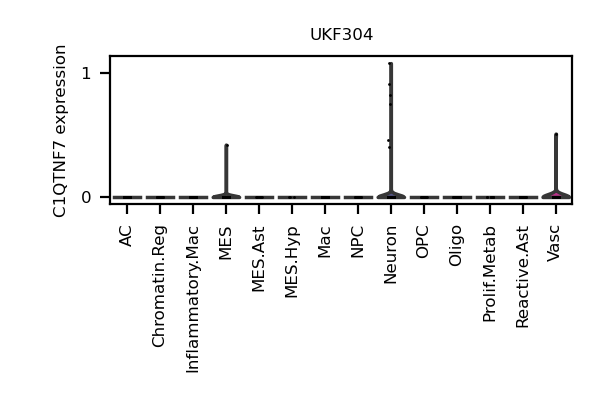 UKF304
C1QTNF7 expression
1
0
AC
Chromatin.Reg
Inflammatory.Mac
MES
MES.Ast
MES.Hyp
Mac
NPC
Neuron
OPC
Oligo
Prolif.Metab
Reactive.Ast
Vasc